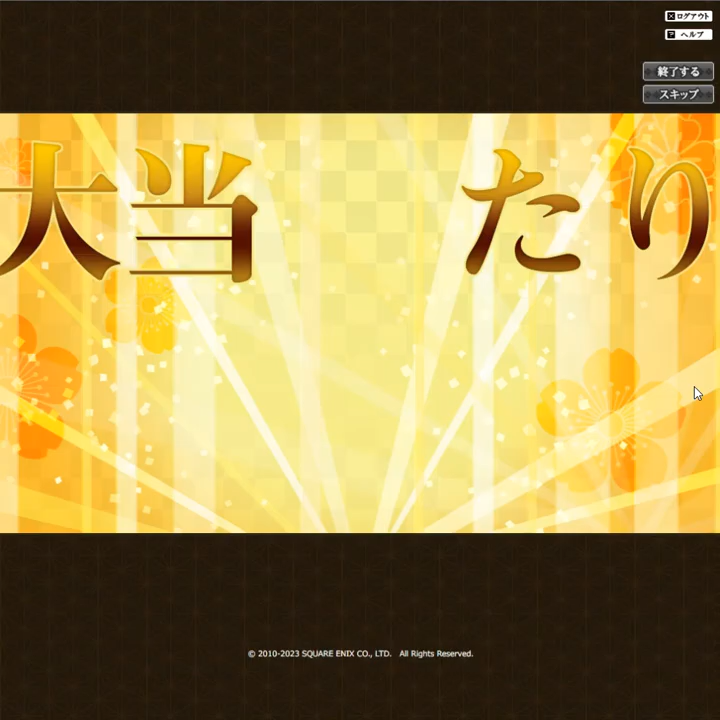 ログアウト
ヘルプ
終了する
スキップ
大当たり
© 2010-2023 SQUARE ENIX CO., LTD. All Rights Reserved.